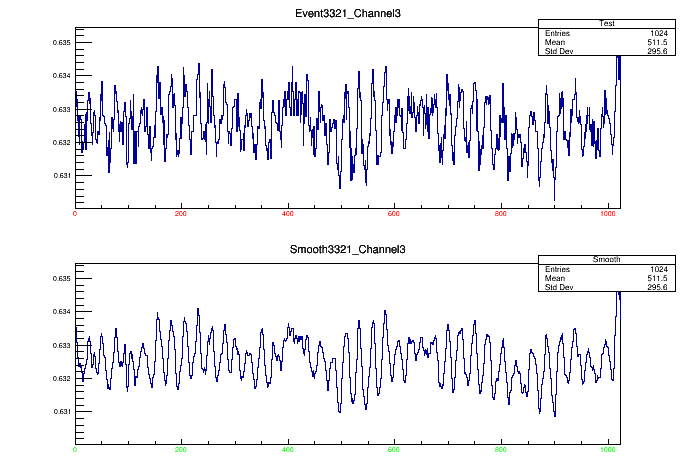 Event3321_Channel3
Test
Entries 1024
Mean 511.5
Std Dev 295.6
0.635
0.634
0.633
0.632
0.631
0 200 400 600 800 1000
Smooth3321_Channel3
Smooth
Entries 1024
Mean 511.5
Std Dev 295.6
0.635
0.634
0.633
0.632
0.631
0 200 400 600 800 1000